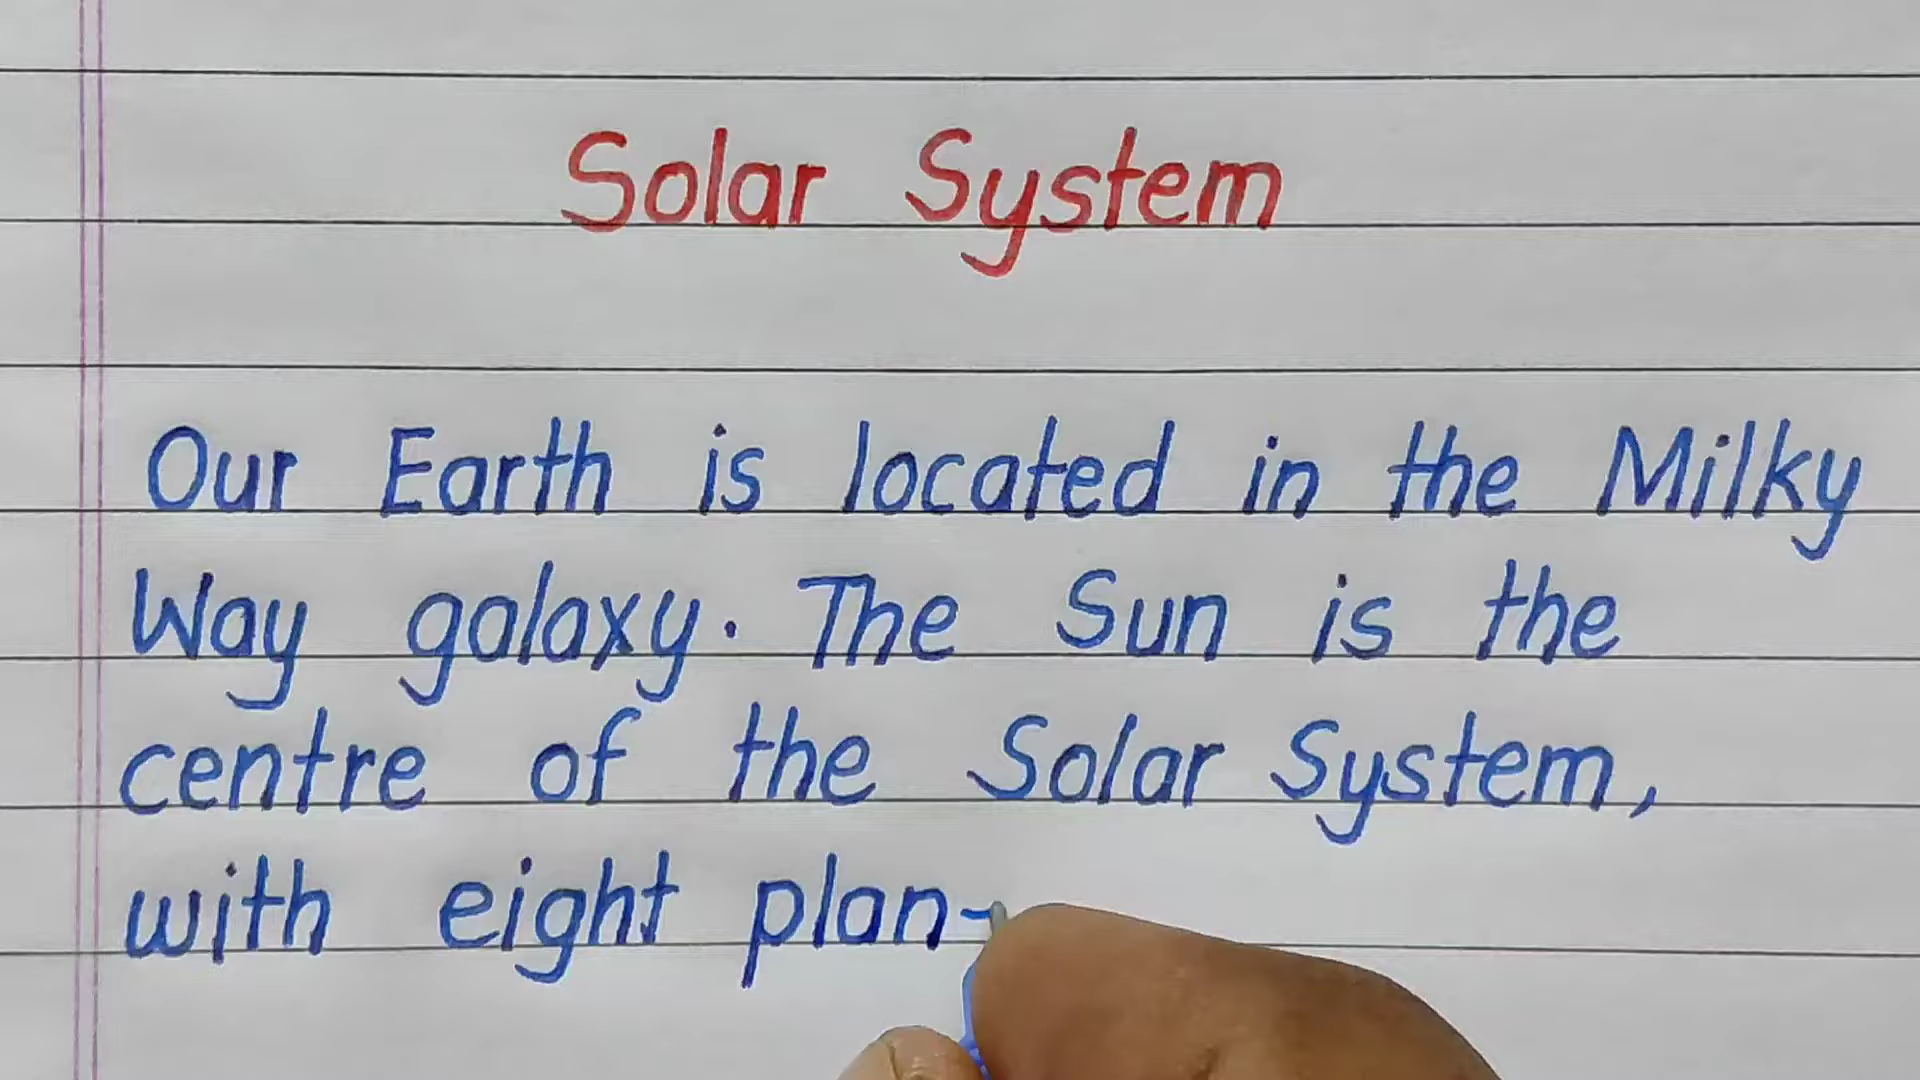 Solar System
Our Earth is located in the Milky
Way galaxy. The Sun is the
centre of the Solar System,
with eight plan